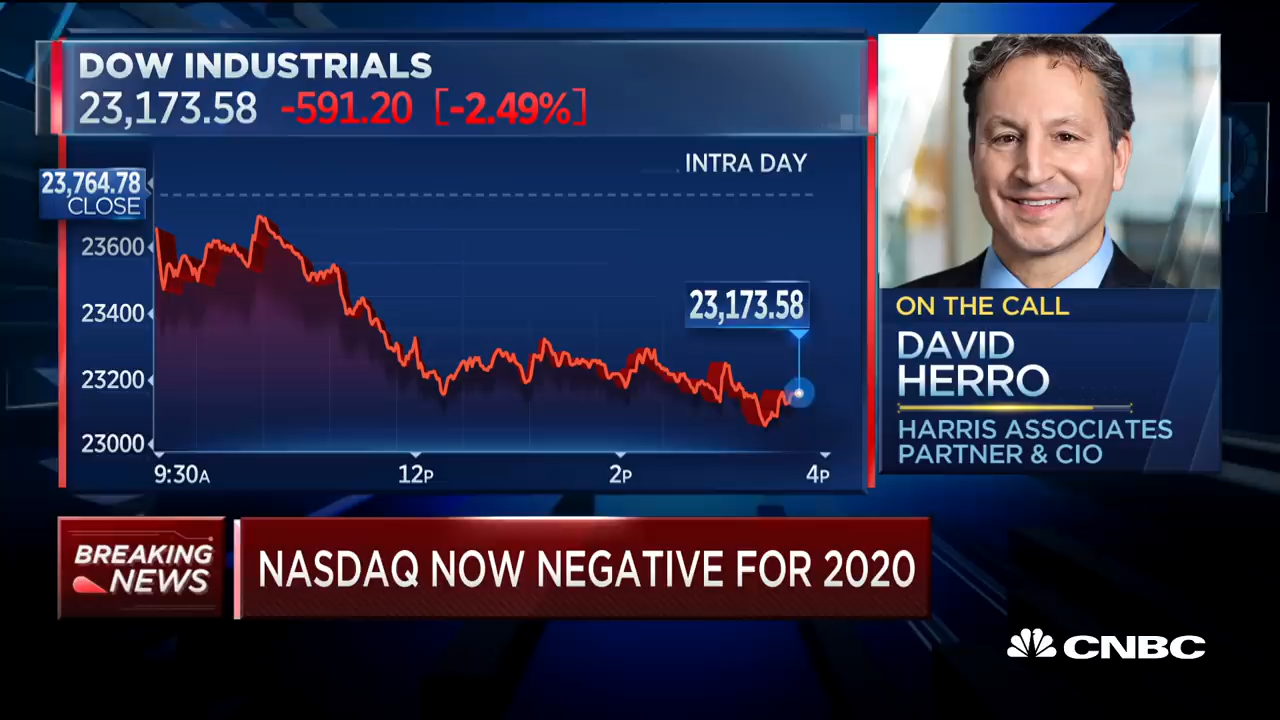 DOW INDUSTRIALS
23,173.58 -591.20 [-2.49%]
INTRA DAY
23,764.78
CLOSE
23600
23400
23200
23000
23,173.58
9:30A 12P 2P 4P
ON THE CALL
DAVID
HERRO
HARRIS ASSOCIATES
PARTNER & CIO
BREAKING
NEWS
NASDAQ NOW NEGATIVE FOR 2020
CNBC